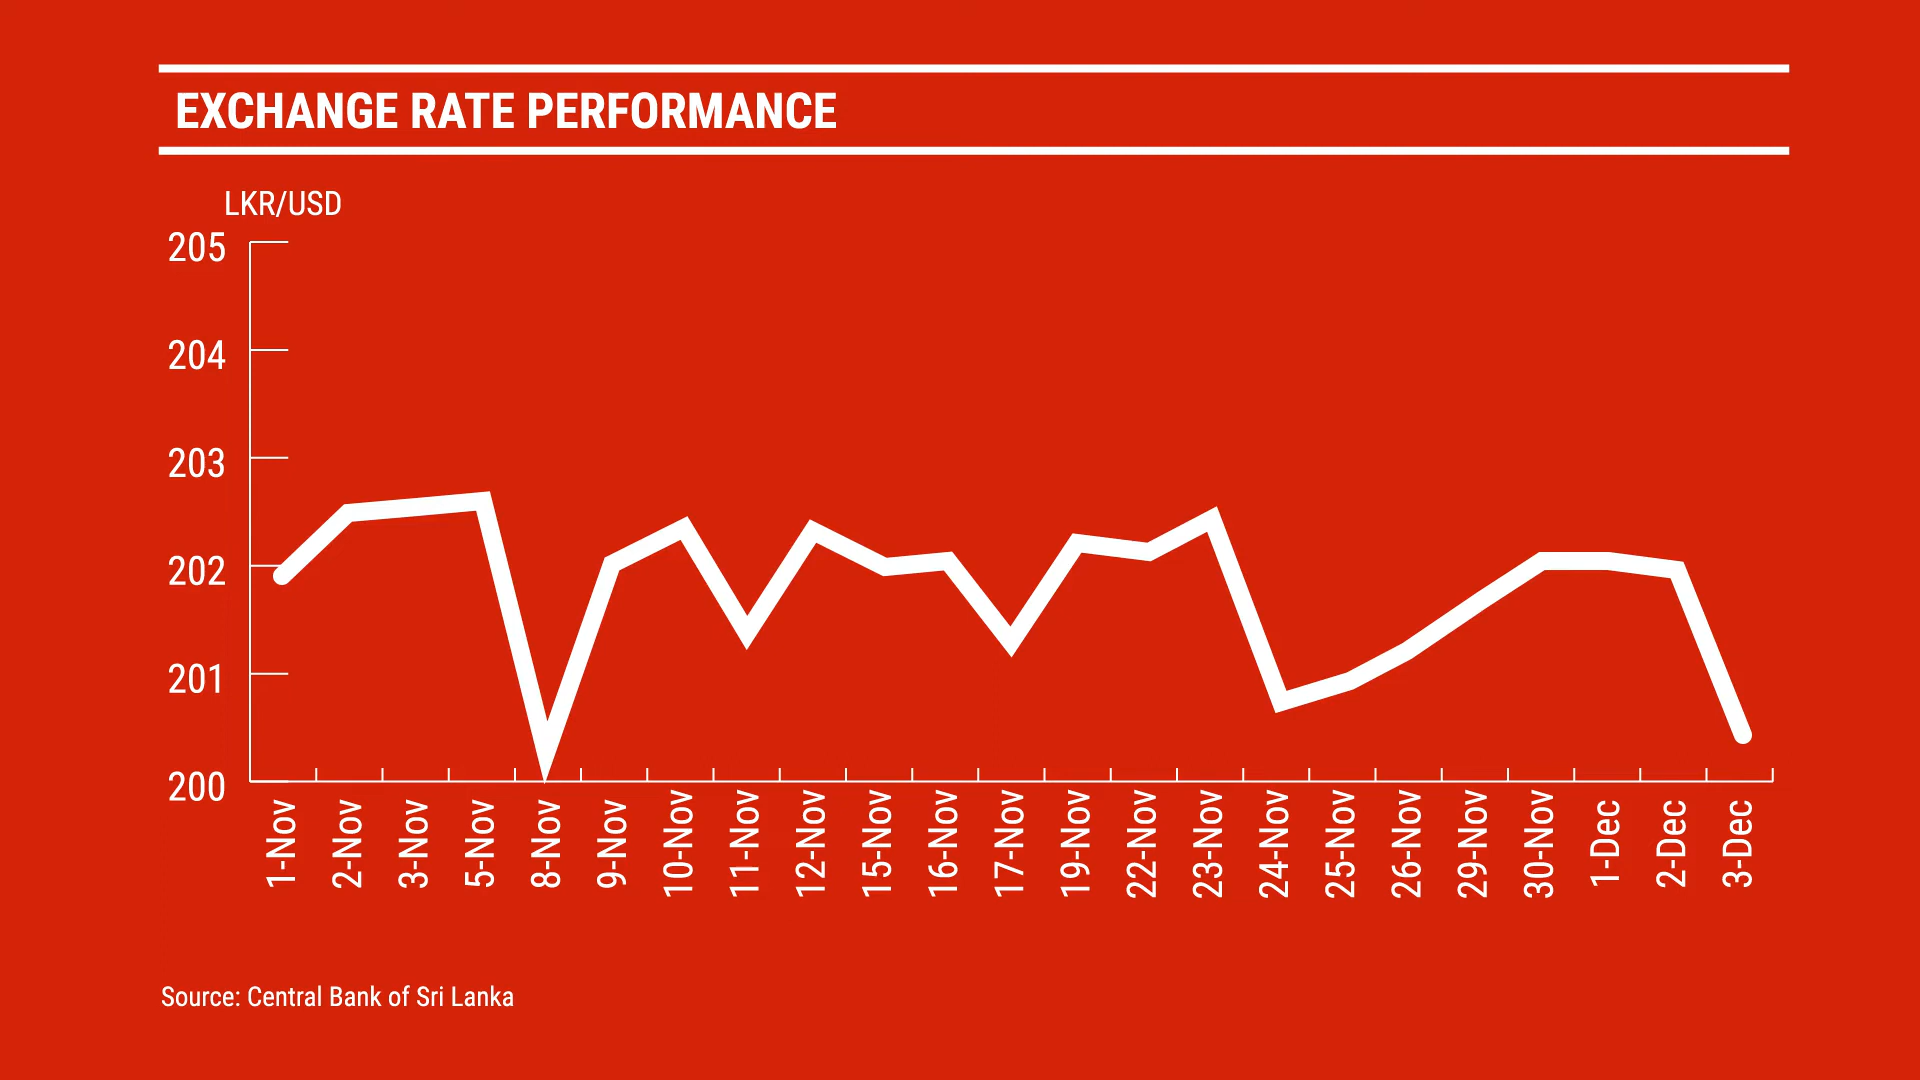 EXCHANGE RATE PERFORMANCE
LKR/USD
205
204
203
202
201
200
1-Nov
2-Nov
3-Nov
5-Nov
8-Nov
9-Nov
10-Nov
11-Nov
12-Nov
15-Nov
16-Nov
17-Nov
19-Nov
22-Nov
23-Nov
24-Nov
25-Nov
26-Nov
29-Nov
30-Nov
1-Dec
2-Dec
3-Dec
Source: Central Bank of Sri Lanka